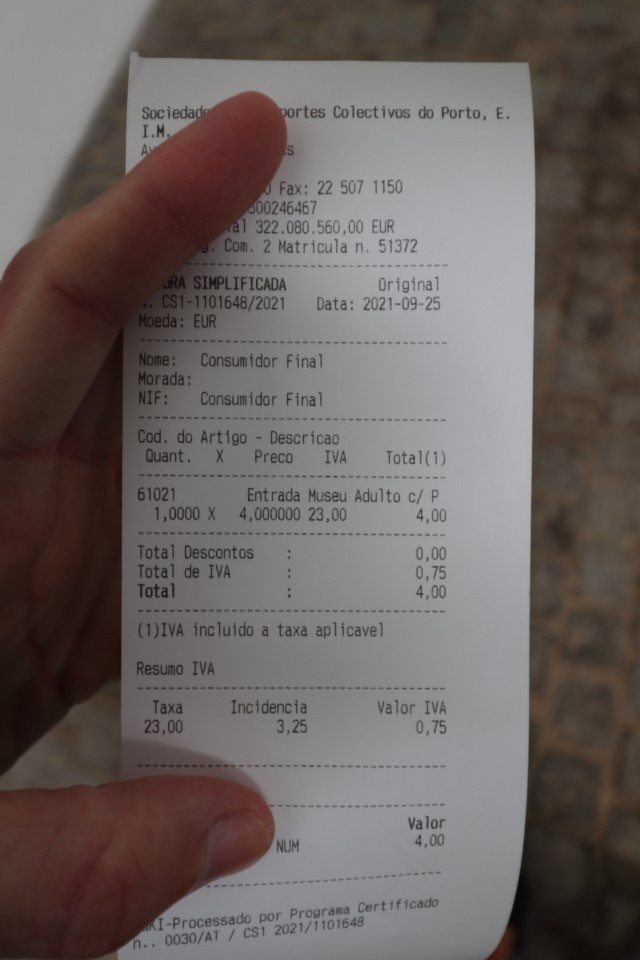 Sociedade portes Colectivos do Porto, E.
I.M.
Fax: 22 507 1150
500246467
322.080.560,00 EUR
Com. 2 Matricula n. 51372
SIMPLIFICADA Original
CS1-1101648/2021 Data: 2021-09-25
Moeda: EUR
Nome: Consumidor Final
Morada:
NIF: Consumidor Final
Cod. do Artigo - Descricao
Quant. X Preco IVA Total(1)
61021 Entrada Museu Adulto c/ P
1,0000 X 4,000000 23,00 4,00
Total Descontos : 0,00
Total de IVA : 0,75
Total : 4,00
(1)IVA incluido a taxa aplicavel
Resumo IVA
Taxa Incidencia Valor IVA
23,00 3,25 0,75
Valor
NUM 4,00
-Processado por Programa Certificado
n.. 0030/AT / CS1 2021/1101648